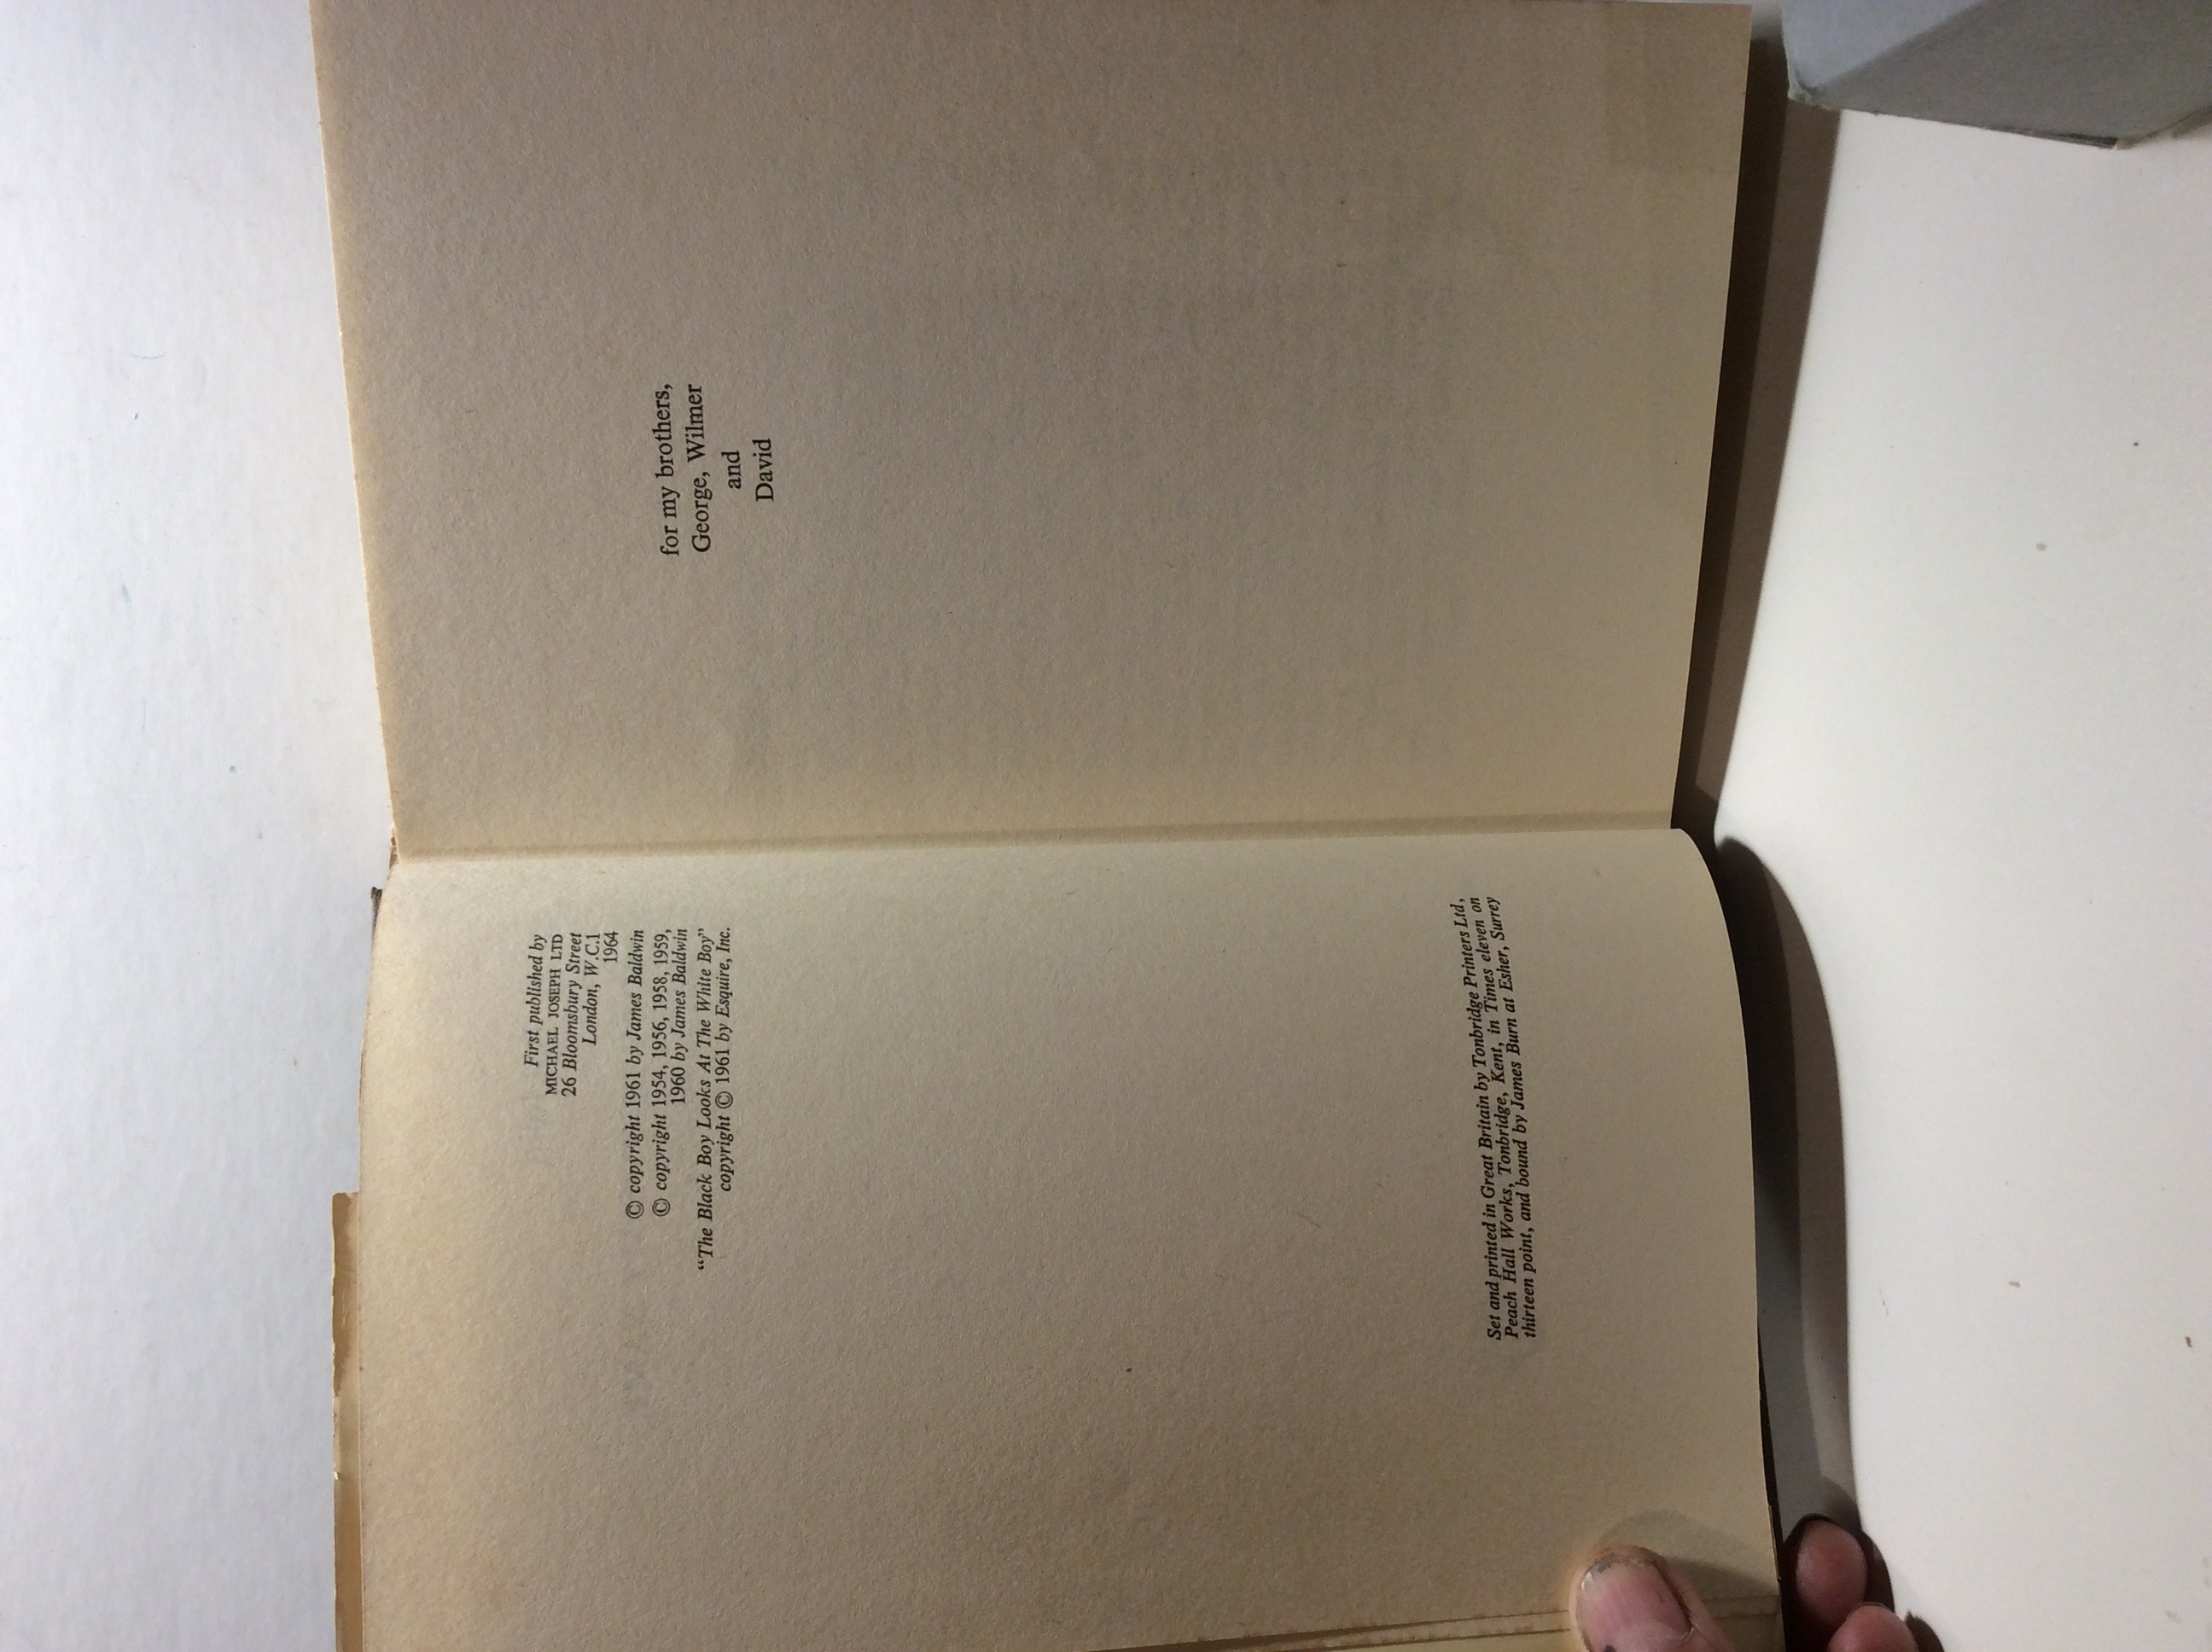 First published by
MICHAEL JOSEPH LTD
26 Bloomsbury Street
London, W.C.1
1964
© copyright 1961 by James Baldwin
© copyright 1954, 1956, 1958, 1959,
1960 by James Baldwin
“The Black Boy Looks At The White Boy”
copyright © 1961 by Esquire, Inc.
Set and printed in Great Britain by Tonbridge Printers Ltd,
Peach Hall Works, Tonbridge, Kent, in Times eleven on
thirteen point, and bound by James Burn at Esher, Surrey
for my brothers,
George, Wilmer
and
David